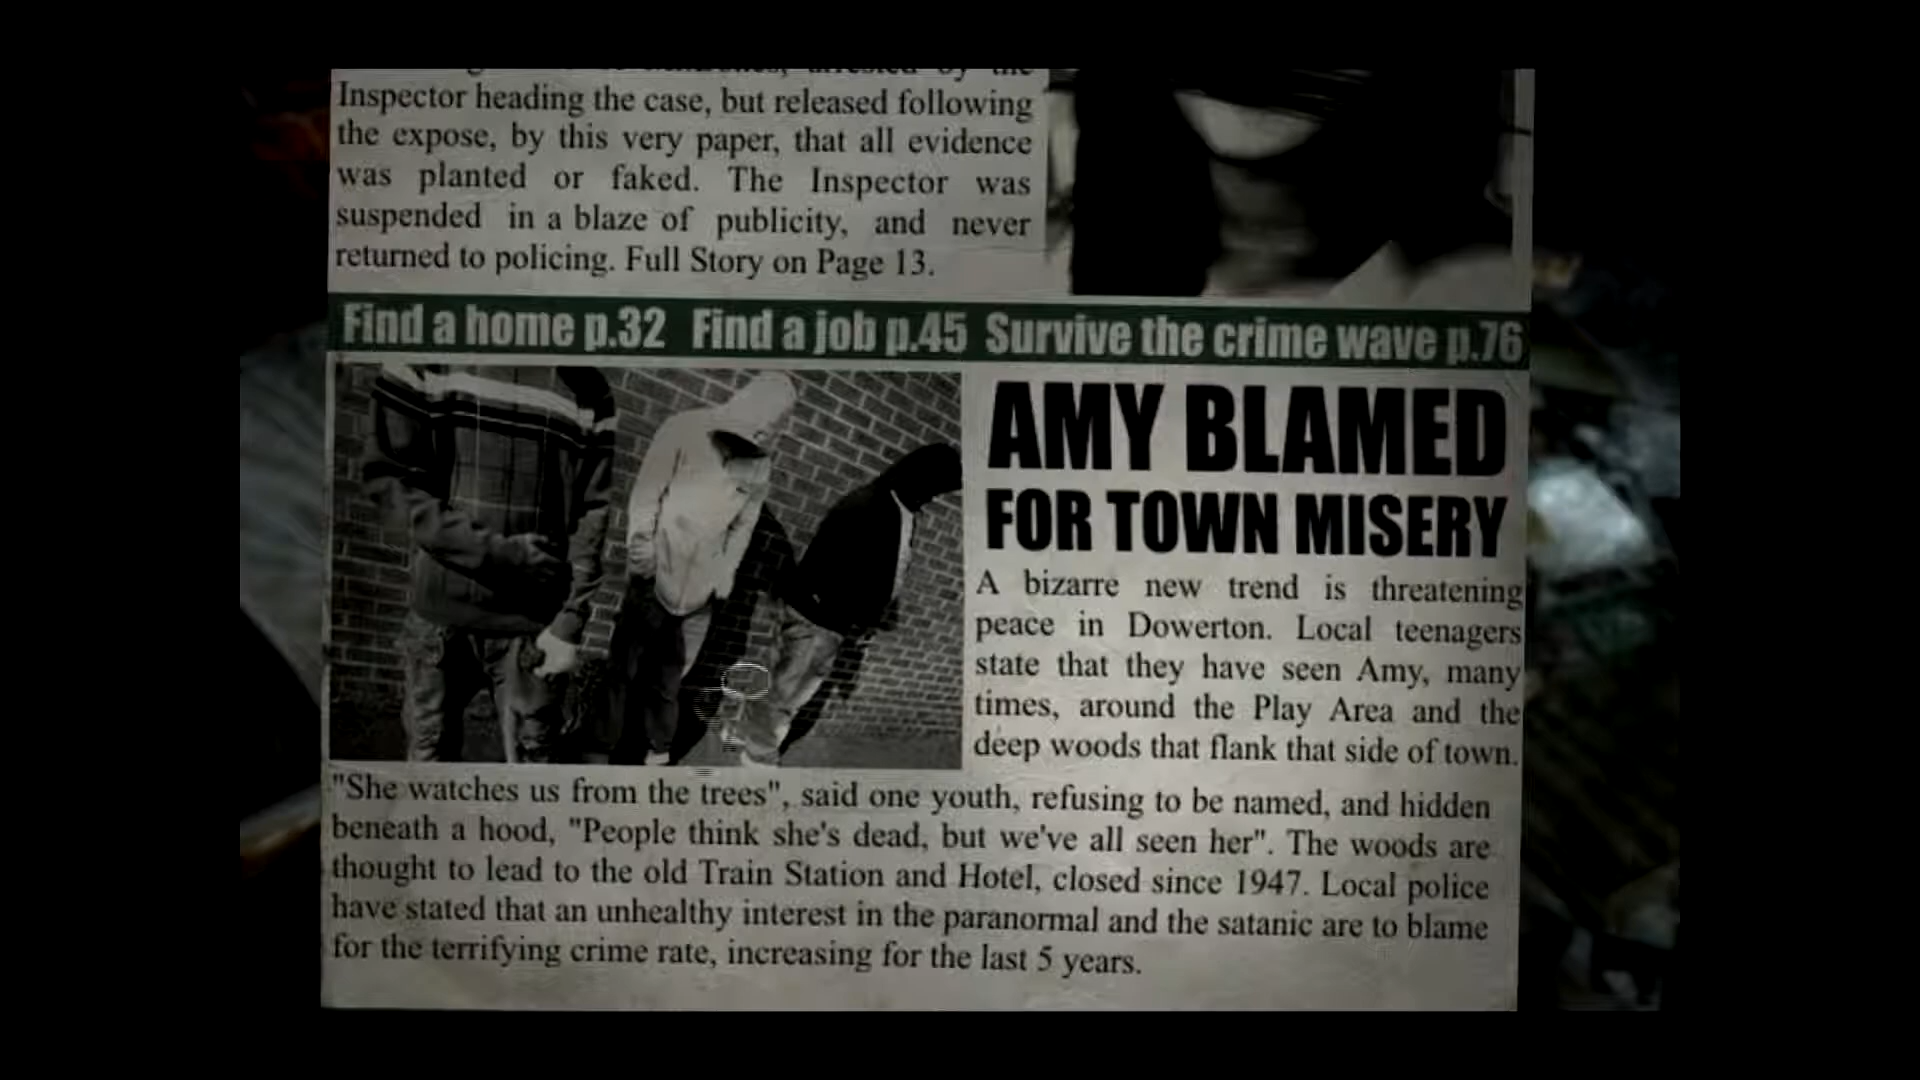 arrested by the
Inspector heading the case, but released following
the expose, by this very paper, that all evidence
was planted or faked. The Inspector was
suspended in a blaze of publicity, and never
returned to policing. Full Story on Page 13.
Find a home p.32 Find a job p.45 Survive the crime wave p.76
AMY BLAMED
FOR TOWN MISERY
A bizarre new trend is threatening
peace in Dowerton. Local teenagers
state that they have seen Amy, many
times, around the Play Area and the
deep woods that flank that side of town.
"She watches us from the trees", said one youth, refusing to be named, and hidden
beneath a hood, "People think she's dead, but we've all seen her". The woods are
thought to lead to the old Train Station and Hotel, closed since 1947. Local police
have stated that an unhealthy interest in the paranormal and the satanic are to blame
for the terrifying crime rate, increasing for the last 5 years.